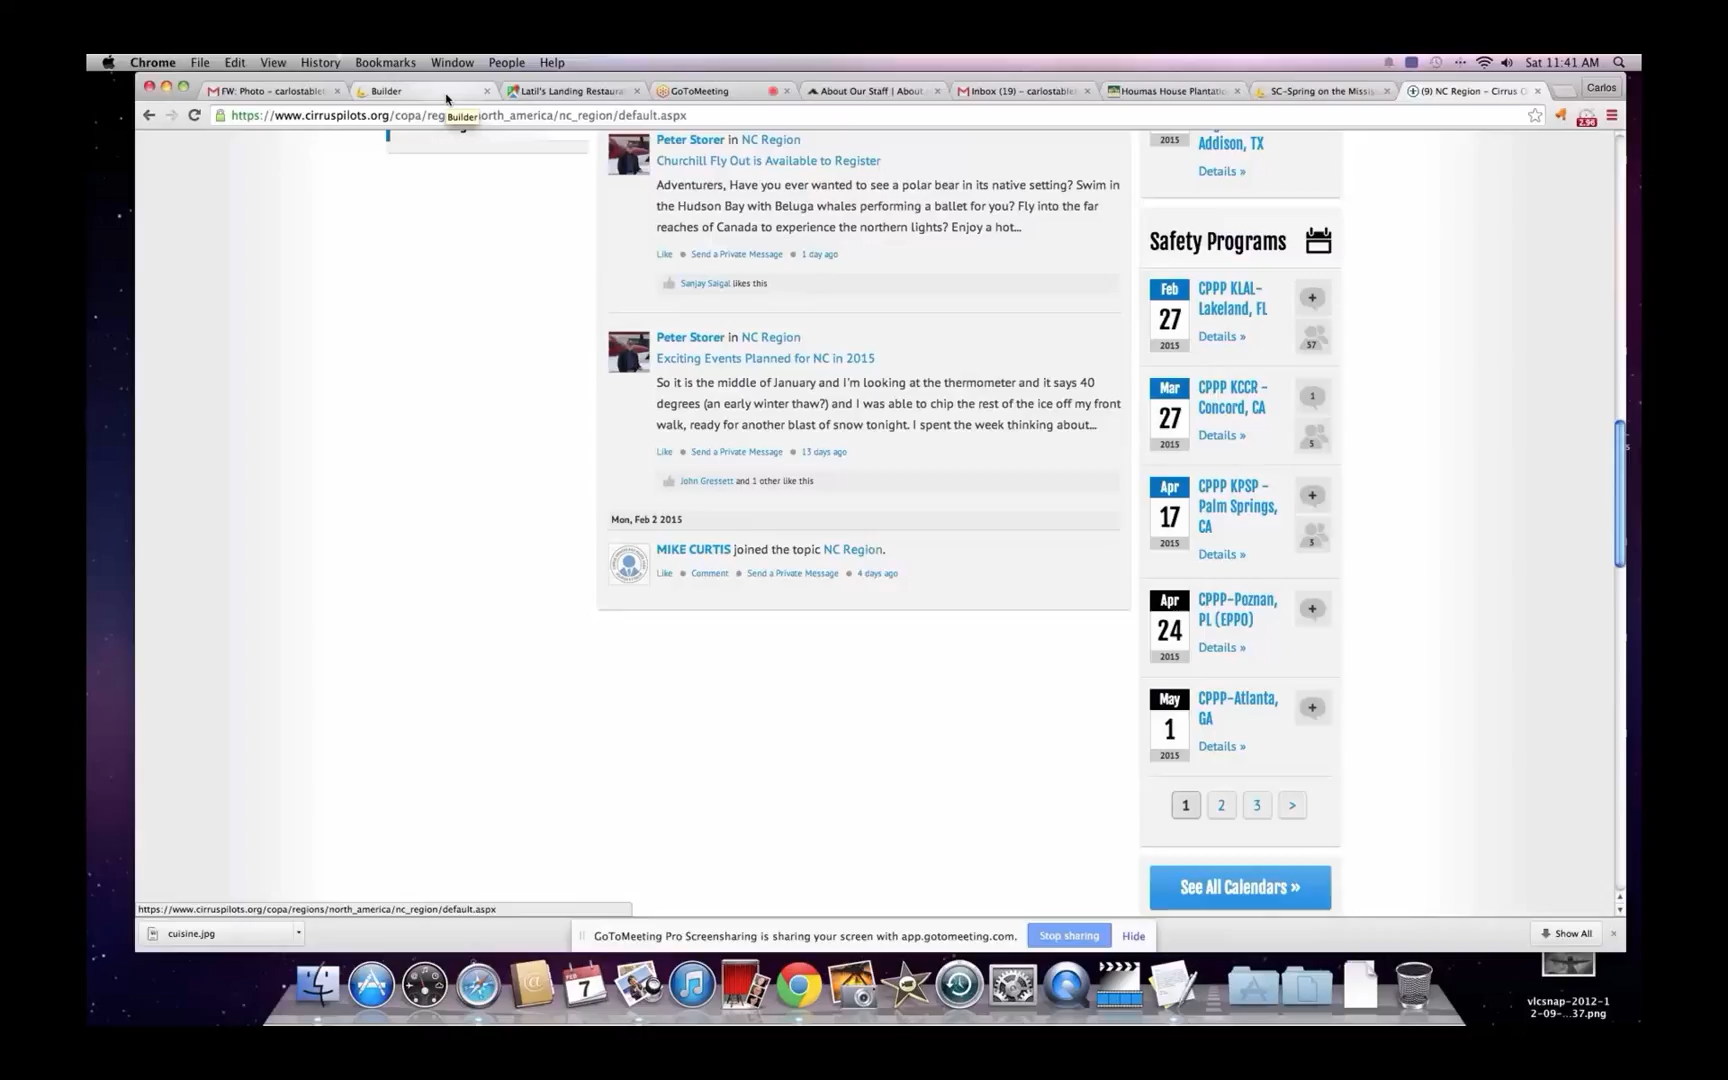 Chrome File Edit View History Bookmarks Window People Help
Sat 11:41 AM
FW: Photo - carlostable
Builder
Latil's Landing Restaura
GoToMeeting
About Our Staff | About
Inbox (19) - carlostable
Houmas House Plantatio
SC-Spring on the Missis
(9) NC Region - Cirrus O
Carlos
https://www.cirruspilots.org/copa/reg
Builder
orth_america/nc_region/default.aspx
2.96
Peter Storer in NC Region
Churchill Fly Out is Available to Register
Adventurers, Have you ever wanted to see a polar bear in its native setting? Swim in
the Hudson Bay with Beluga whales performing a ballet for you? Fly into the far
reaches of Canada to experience the northern lights? Enjoy a hot...
Like • Send a Private Message • 1 day ago
Sanjay Saigal likes this
Peter Storer in NC Region
Exciting Events Planned for NC in 2015
So it is the middle of January and I'm looking at the thermometer and it says 40
degrees (an early winter thaw?) and I was able to chip the rest of the ice off my front
walk, ready for another blast of snow tonight. I spent the week thinking about...
Like • Send a Private Message • 13 days ago
John Gressett and 1 other like this
Mon, Feb 2 2015
MIKE CURTIS joined the topic NC Region.
Like • Comment • Send a Private Message • 4 days ago
2015
Addison, TX
Details »
Safety Programs
Feb
27
2015
CPPP KLAL-
Lakeland, FL
Details »
+
57
Mar
27
2015
CPPP KCCR -
Concord, CA
Details »
1
5
Apr
17
2015
CPPP KPSP -
Palm Springs,
CA
Details »
+
3
Apr
24
2015
CPPP-Poznan,
PL (EPPO)
Details »
+
May
1
2015
CPPP-Atlanta,
GA
Details »
+
1 2 3 >
See All Calendars »
https://www.cirruspilots.org/copa/regions/north_america/nc_region/default.aspx
cuisine.jpg
GoToMeeting Pro Screensharing is sharing your screen with app.gotomeeting.com.
Stop sharing
Hide
Show All
FEB
7
vlcsnap-2012-1
2-09-...37.png